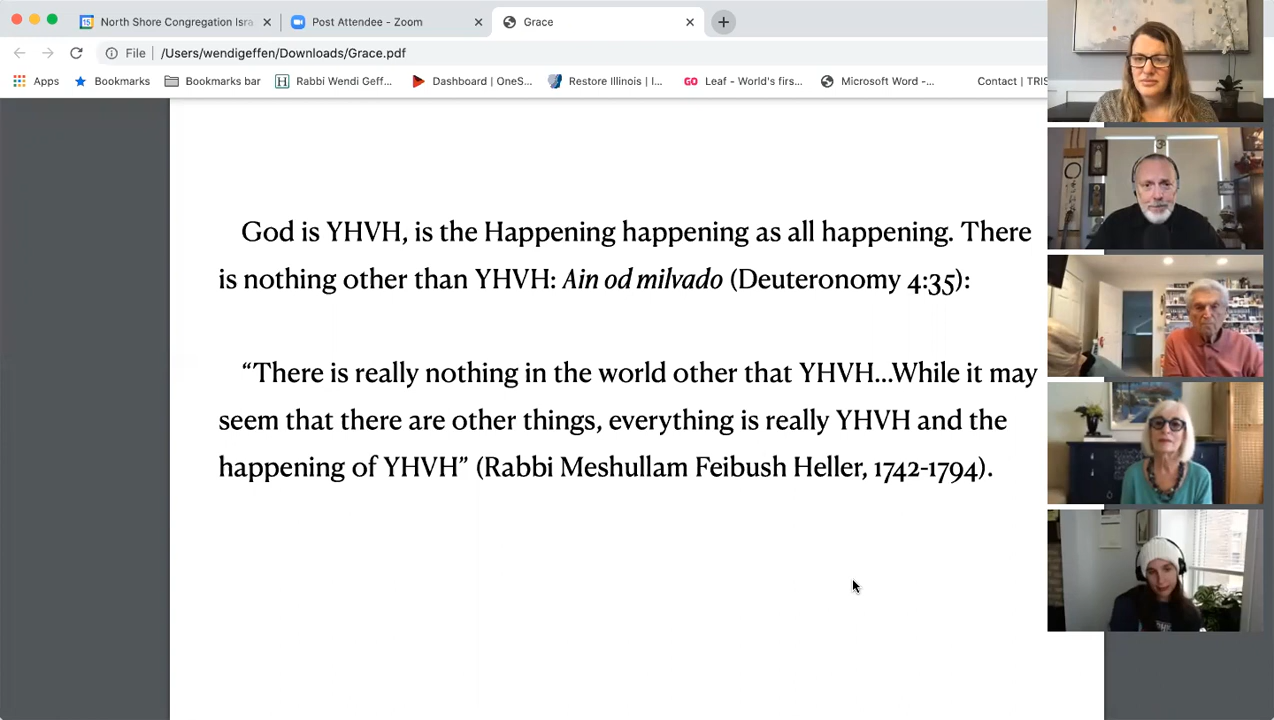 North Shore Congregation Isra
Post Attendee - Zoom
Grace
File
/Users/wendigeffen/Downloads/Grace.pdf
Apps
Bookmarks
Bookmarks bar
Rabbi Wendi Geff...
Dashboard | OneS...
Restore Illinois | I...
GO
Leaf - World's first...
Microsoft Word -...
Contact | TRIS
God is YHVH, is the Happening happening as all happening. There
is nothing other than YHVH: Ain od milvado (Deuteronomy 4:35):
“There is really nothing in the world other that YHVH...While it may
seem that there are other things, everything is really YHVH and the
happening of YHVH” (Rabbi Meshullam Feibush Heller, 1742-1794).